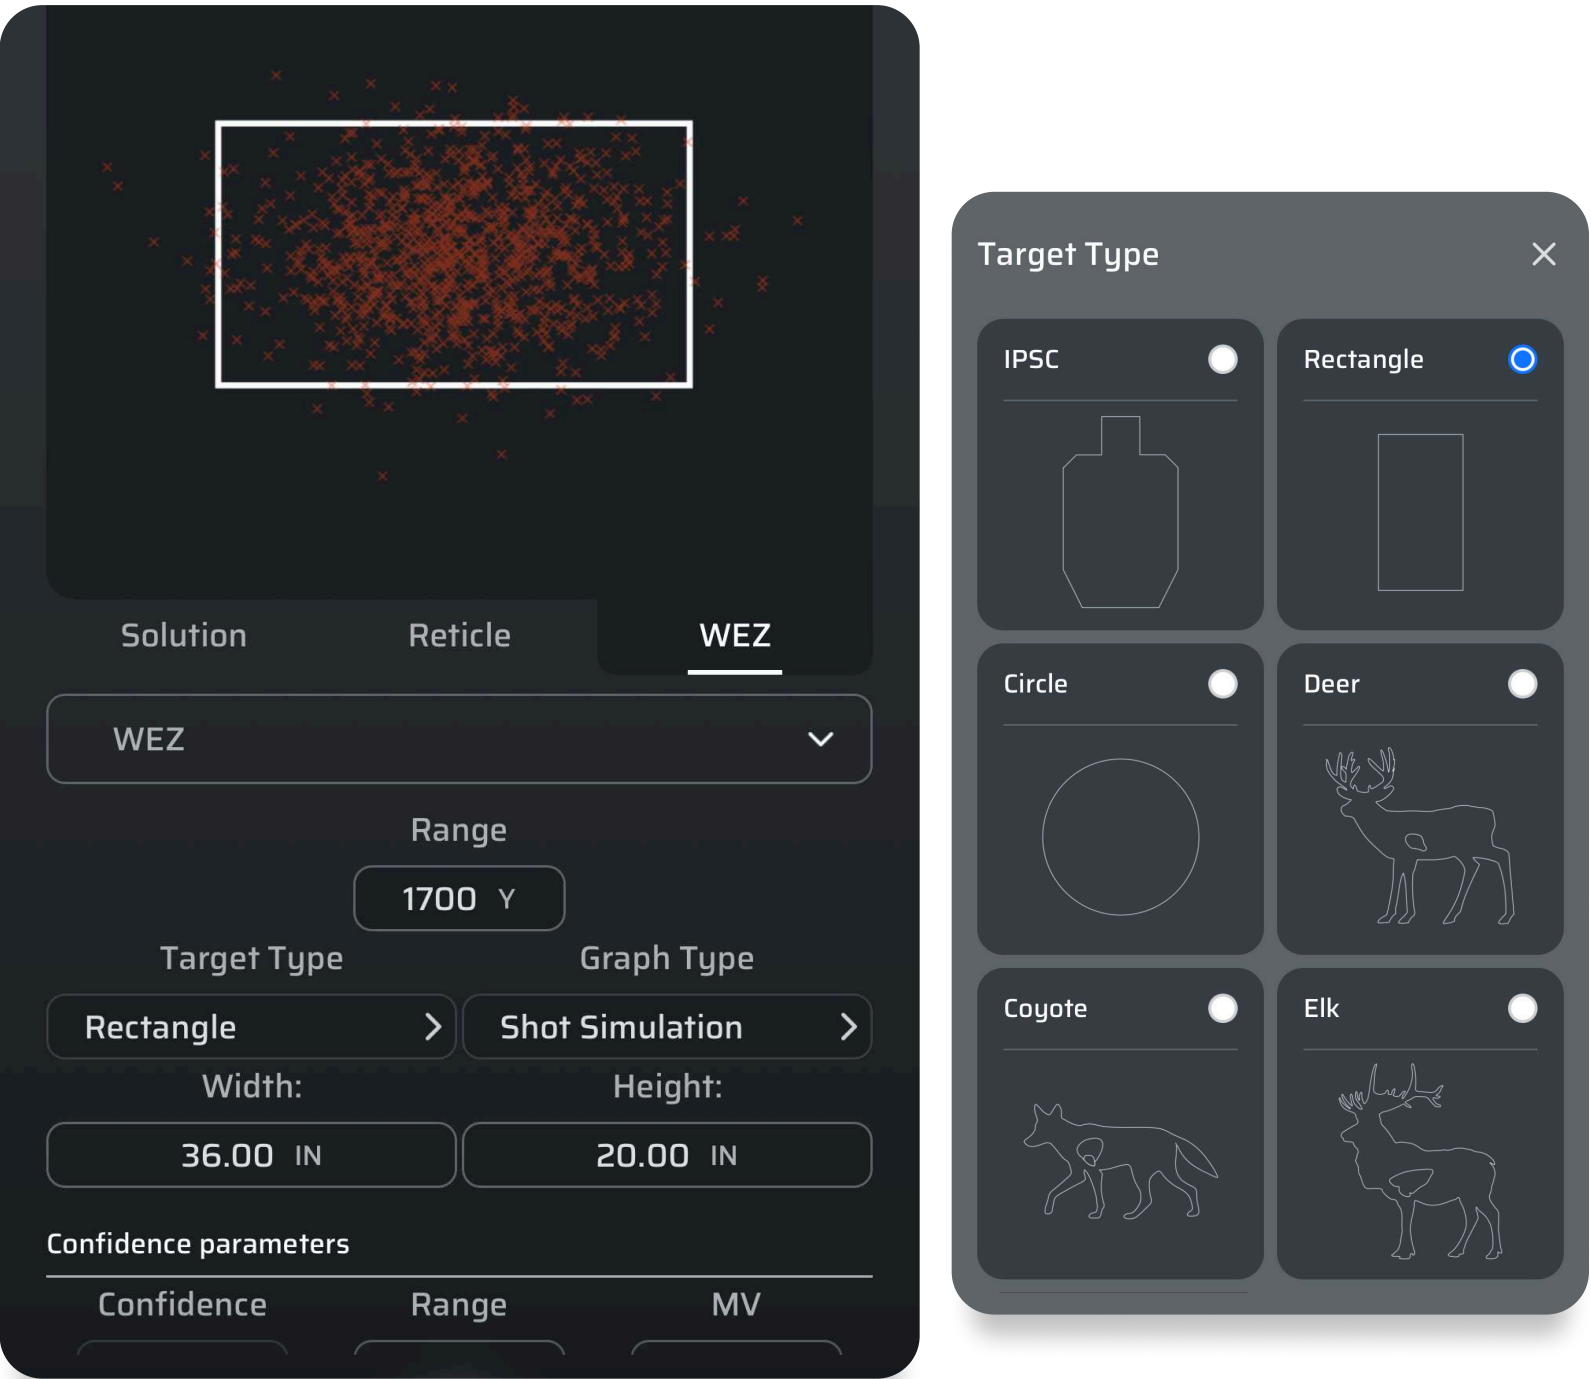 Solution
Reticle
WEZ
WEZ
Range
1700 Y
Target Type
Graph Type
Rectangle
Shot Simulation
Width:
Height:
36.00 IN
20.00 IN
Confidence parameters
Confidence
Range
MV
Target Type
IPSC
Rectangle
Circle
Deer
Coyote
Elk